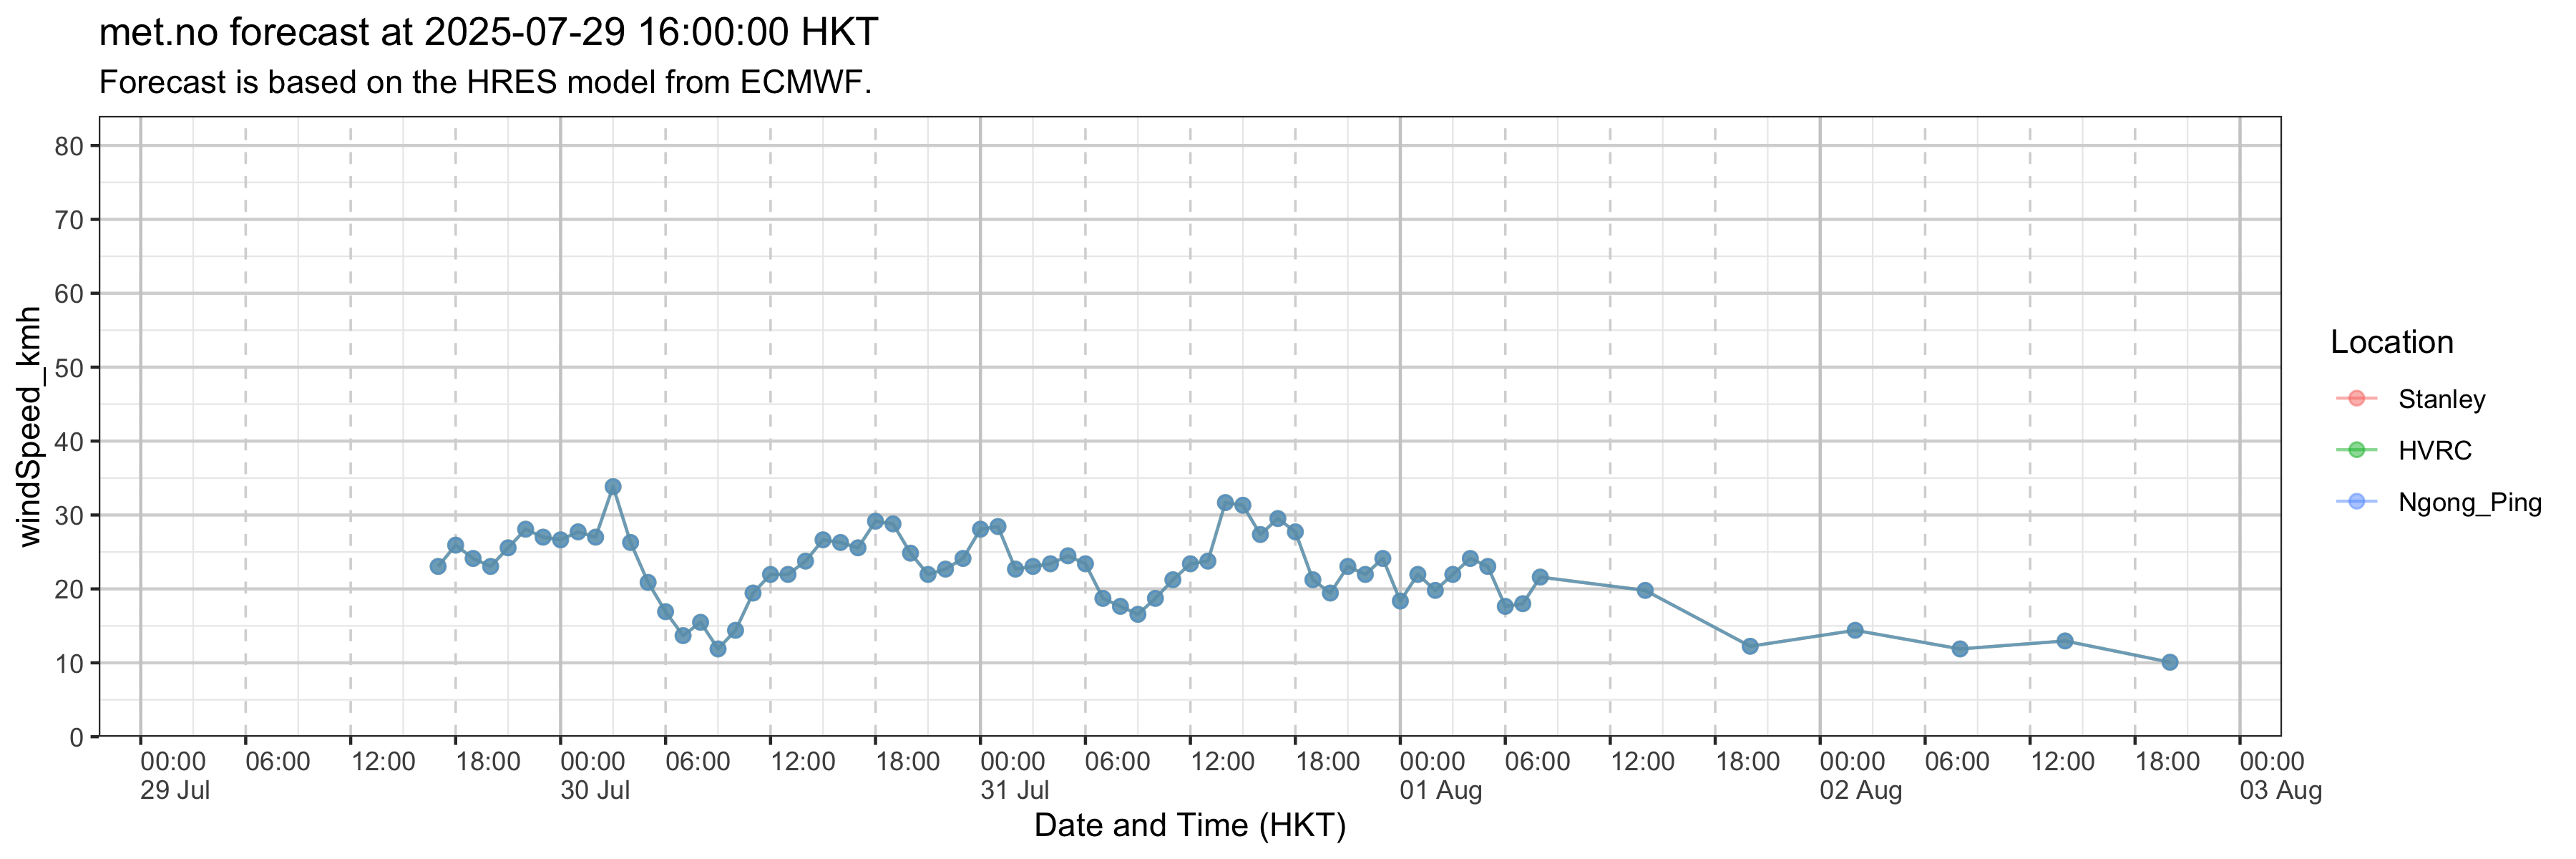 met.no forecast at 2025-07-29 16:00:00 HKT
Forecast is based on the HRES model from ECMWF.
windSpeed_kmh
80
70
60
50
40
30
20
10
0
00:00 06:00 12:00 18:00 00:00 06:00 12:00 18:00 00:00 06:00 12:00 18:00 00:00 06:00 12:00 18:00 00:00 06:00 12:00 18:00 00:00
29 Jul 30 Jul 31 Jul 01 Aug 02 Aug 03 Aug
Date and Time (HKT)
Location
Stanley
HVRC
Ngong_Ping